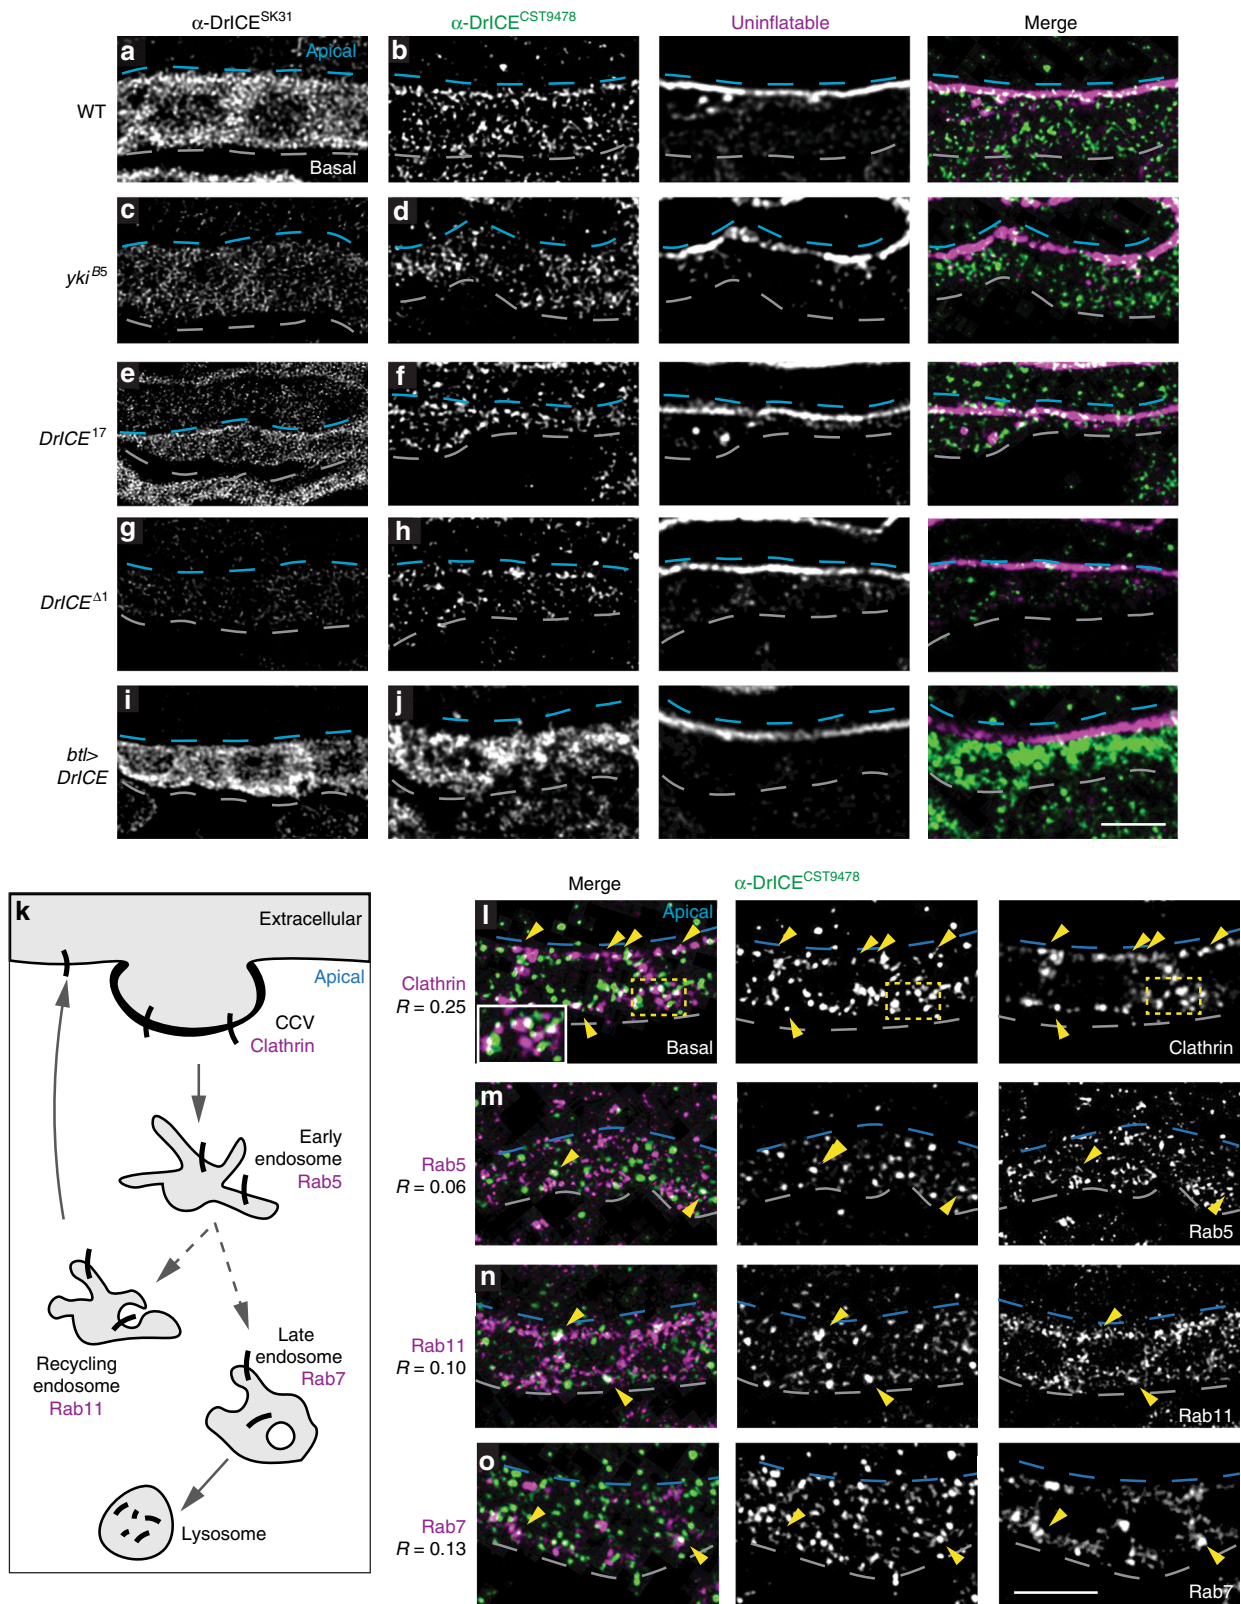 α-DrICE^SK31
α-DrICE^CST9478
Uninflatable
Merge
WT
a
Apical
Basal
b
yki^B5
c
d
DrICE^17
e
f
DrICE^Δ1
g
h
btl>
DrICE
i
j
k
Extracellular
Apical
CCV
Clathrin
Early
endosome
Rab5
Recycling
endosome
Rab11
Late
endosome
Rab7
Lysosome
Merge
α-DrICE^CST9478
Clathrin
R = 0.25
l
Apical
Basal
Clathrin
Rab5
R = 0.06
m
Rab5
Rab11
R = 0.10
n
Rab11
Rab7
R = 0.13
o
Rab7